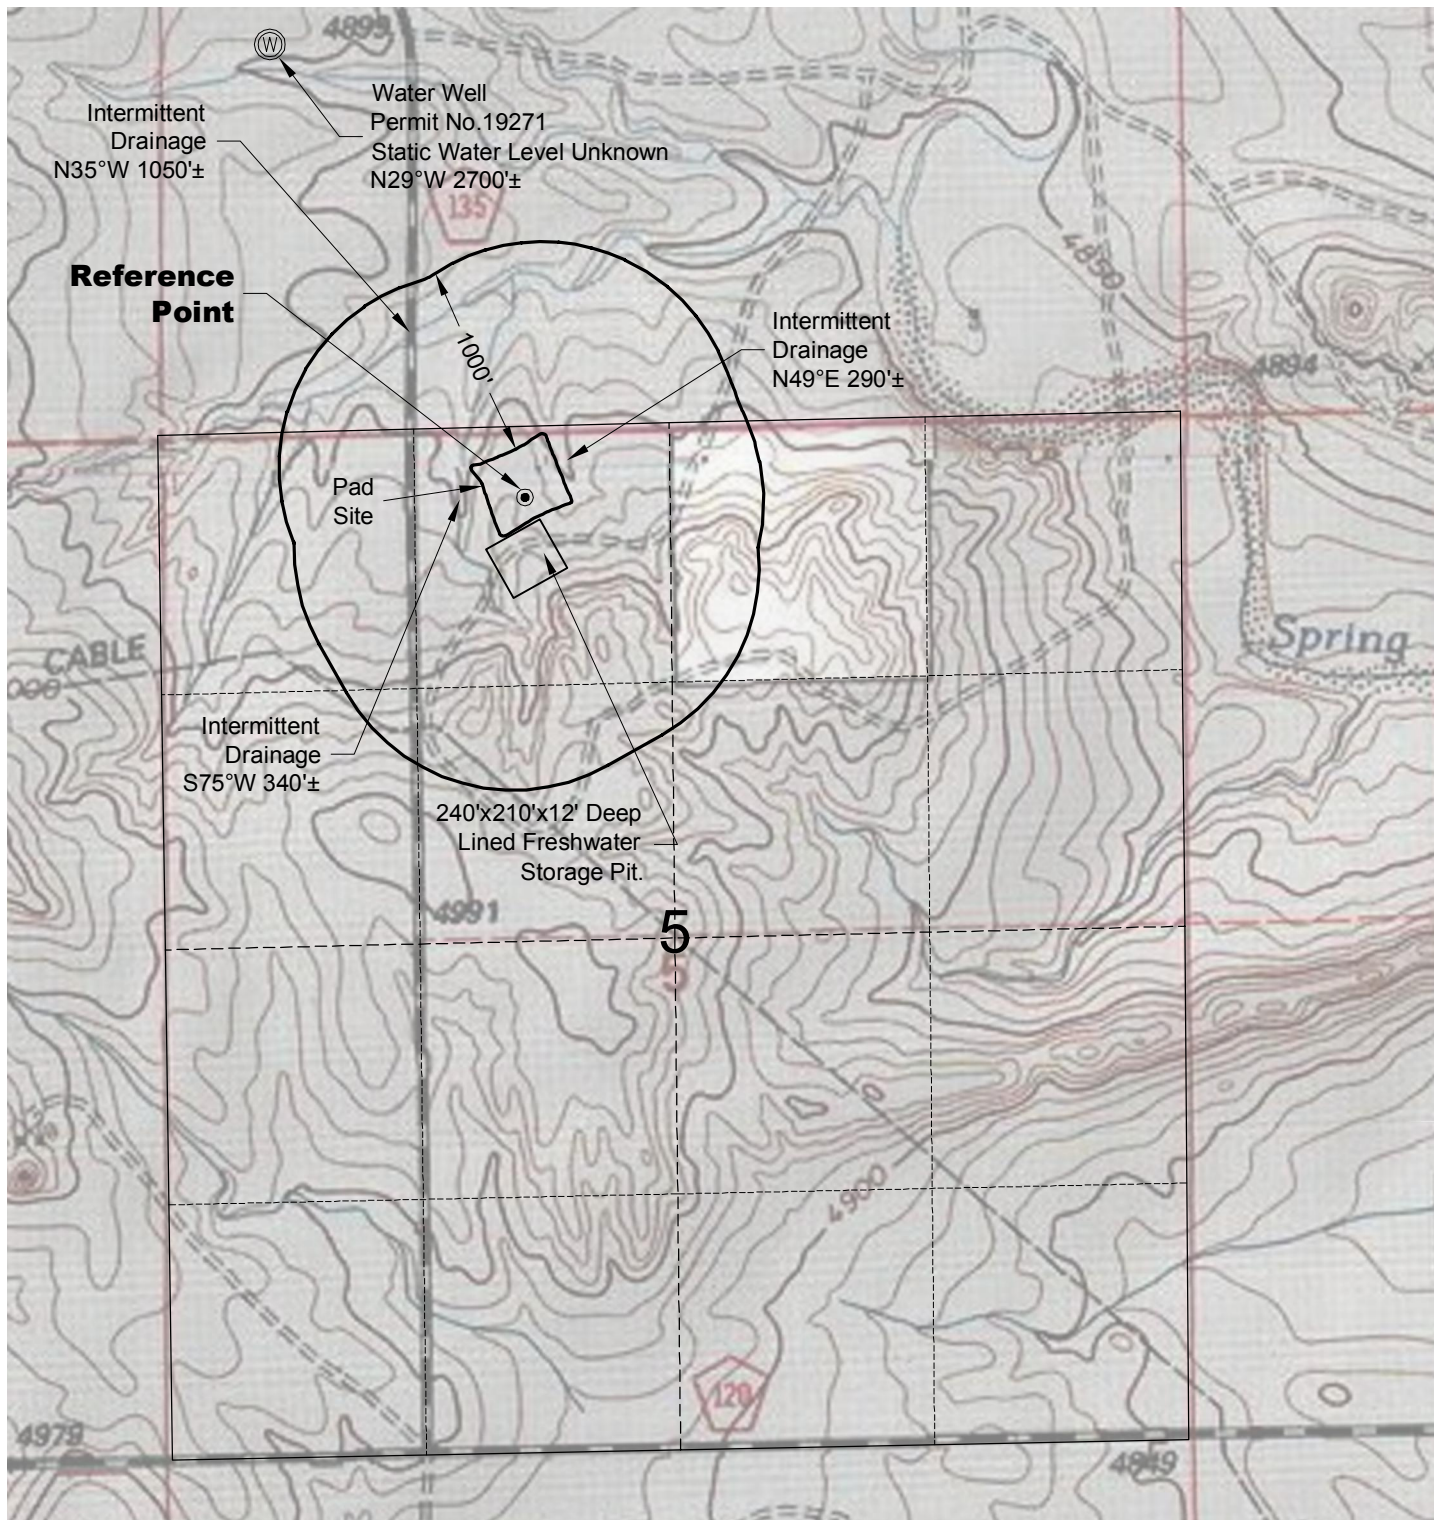 4899
W
Water Well
Permit No.19271
Static Water Level Unknown
N29°W 2700'±
Intermittent
Drainage
N35°W 1050'±
135
4850
Reference
Point
1000'
Intermittent
Drainage
N49°E 290'±
4894
Pad
Site
Spring
CABLE
Intermittent
Drainage
S75°W 340'±
240'x210'x12' Deep
Lined Freshwater
Storage Pit.
4991
5
5
4900
120
4979
4849